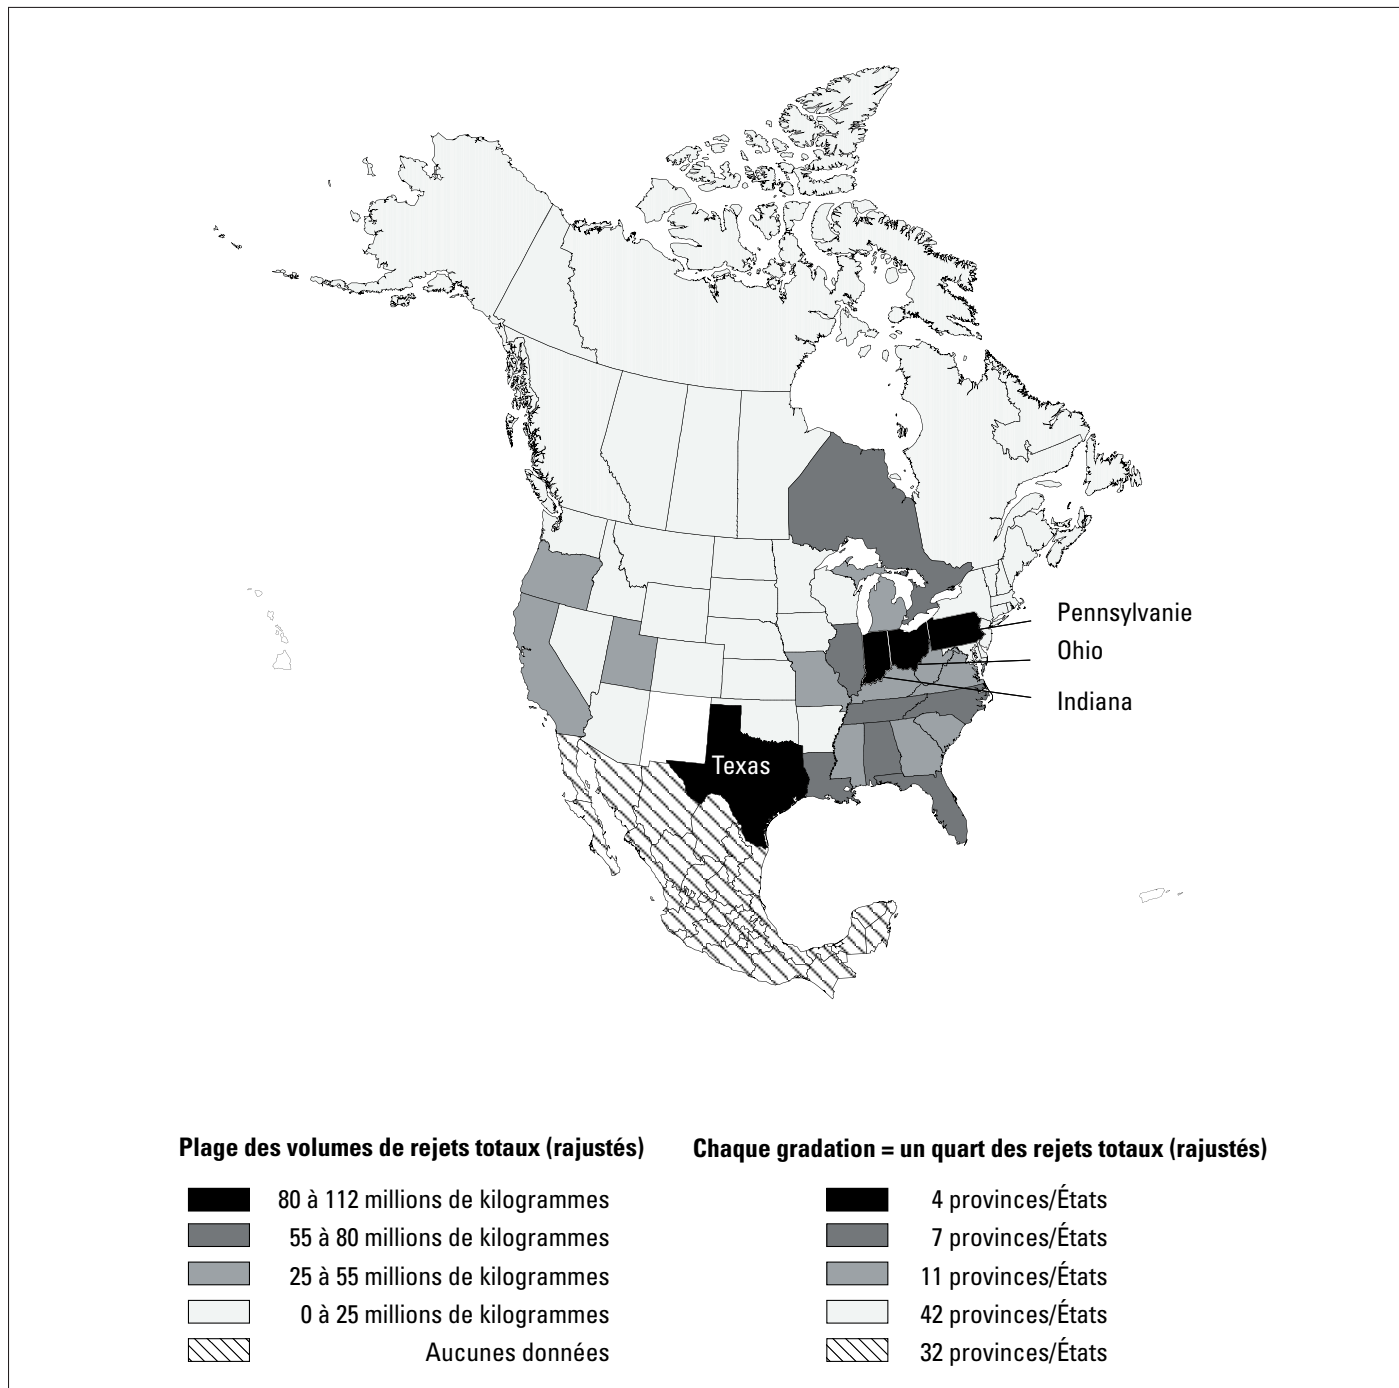 Pennsylvanie
Ohio
Indiana
Texas
Plage des volumes de rejets totaux (rajustés)
80 à 112 millions de kilogrammes
55 à 80 millions de kilogrammes
25 à 55 millions de kilogrammes
0 à 25 millions de kilogrammes
Aucunes données
Chaque gradation = un quart des rejets totaux (rajustés)
4 provinces/États
7 provinces/États
11 provinces/États
42 provinces/États
32 provinces/États